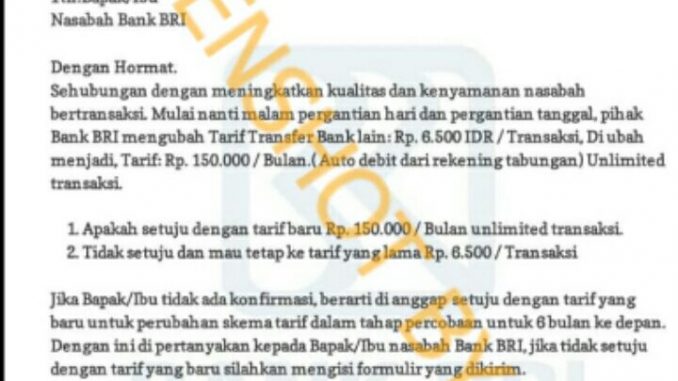 Nasabah Bank BRI
Dengan Hormat.
Sehubungan dengan meningkatkan kualitas dan kenyamanan nasabah
bertransaksi. Mulai nanti malam pergantian hari dan pergantian tanggal, pihak
Bank BRI mengubah Tarif Transfer Bank lain: Rp. 6.500 IDR / Transaksi, Di ubah
menjadi, Tarif: Rp. 150.000 / Bulan.( Auto debit dari rekening tabungan) Unlimited
transaksi.
1. Apakah setuju dengan tarif baru Rp. 150.000 / Bulan unlimited transaksi.
2. Tidak setuju dan mau tetap ke tarif yang lama Rp. 6.500 / Transaksi
Jika Bapak/Ibu tidak ada konfirmasi, berarti di anggap setuju dengan tarif yang
baru untuk perubahan skema tarif dalam tahap percobaan untuk 6 bulan ke depan.
Dengan ini di pertanyakan kepada Bapak/Ibu nasabah Bank BRI, jika tidak setuju
dengan tarif yang baru silahkan mengisi formulir yang dikirim.
ENSHOT BY